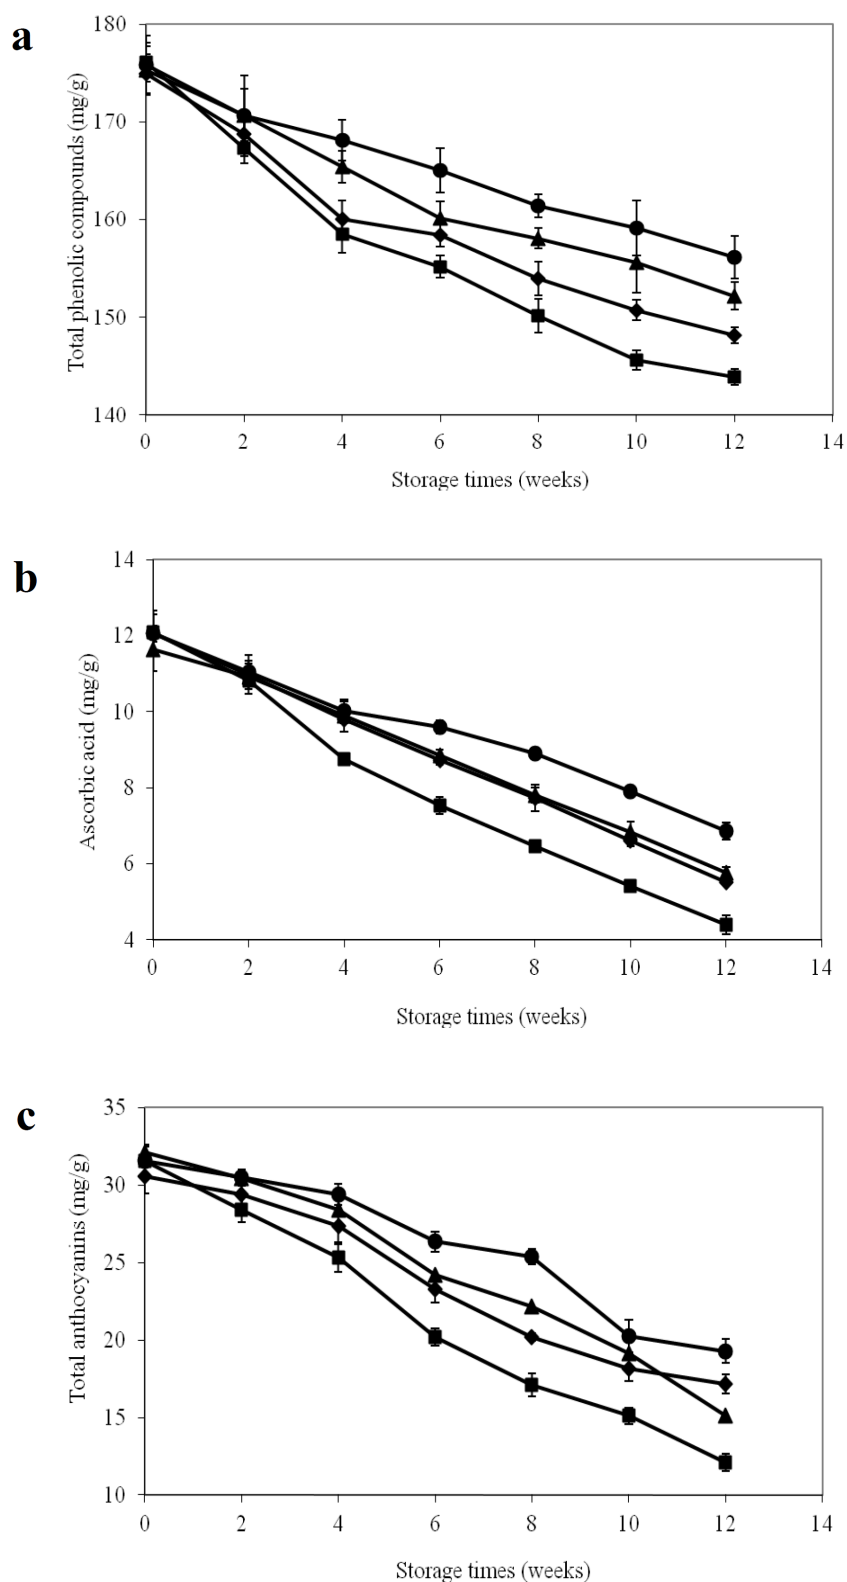 a
Total phenolic compounds (mg/g)
180
170
160
150
140
0 2 4 6 8 10 12 14
Storage times (weeks)
b
Ascorbic acid (mg/g)
14
12
10
8
6
4
0 2 4 6 8 10 12 14
Storage times (weeks)
c
Total anthocyanins (mg/g)
35
30
25
20
15
10
0 2 4 6 8 10 12 14
Storage times (weeks)